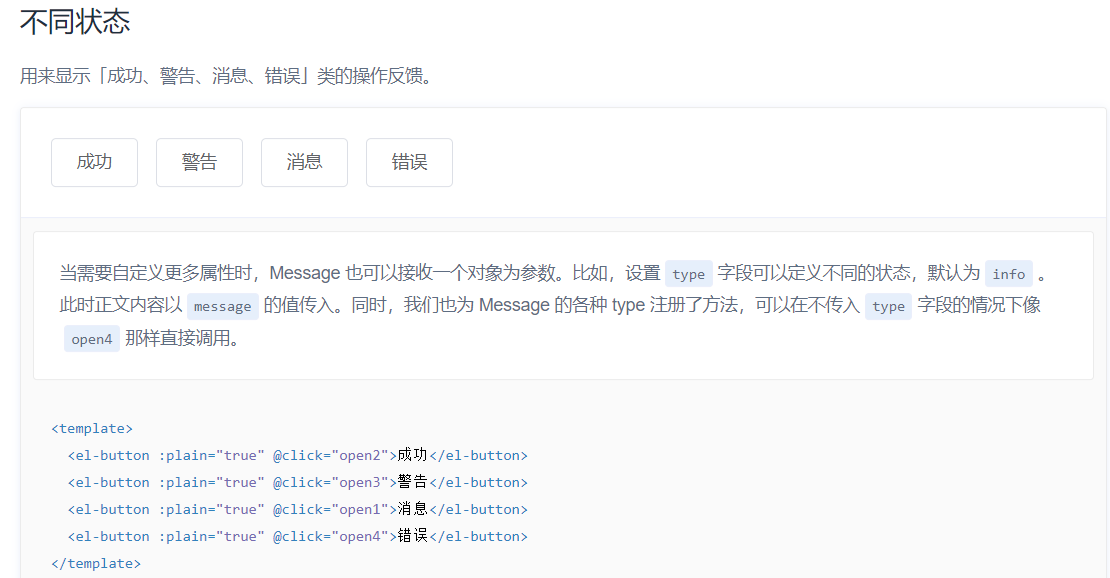 不同状态
用来显示「成功、警告、消息、错误」类的操作反馈。
成功 警告 消息 错误
当需要自定义更多属性时，Message 也可以接收一个对象为参数。比如，设置 type 字段可以定义不同的状态，默认为 info 。
此时正文内容以 message 的值传入。同时，我们也为 Message 的各种 type 注册了方法，可以在不传入 type 字段的情况下像
open4 那样直接调用。
<template>
  <el-button :plain="true" @click="open2">成功</el-button>
  <el-button :plain="true" @click="open3">警告</el-button>
  <el-button :plain="true" @click="open1">消息</el-button>
  <el-button :plain="true" @click="open4">错误</el-button>
</template>